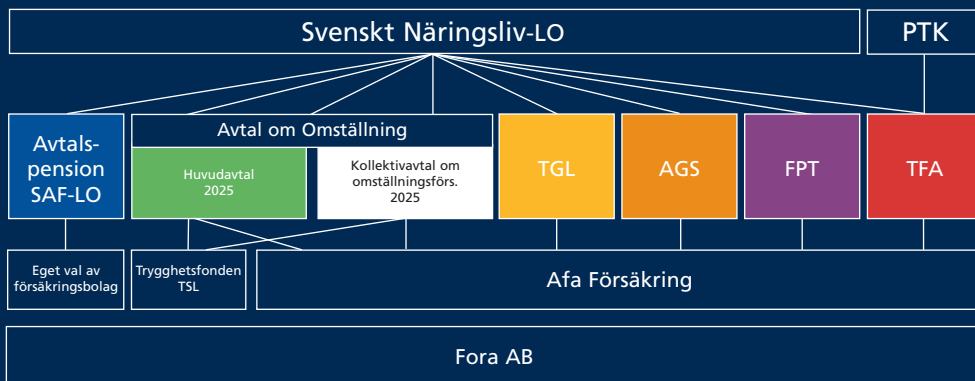 Svenskt Näringsliv-LO
PTK
Avtals-
pension
SAF-LO
Avtal om Omställning
Huvudavtal
2025
Kollektivavtal om
omställningsförs.
2025
TGL
AGS
FPT
TFA
Eget val av
försäkringsbolag
Trygghetsfonden
TSL
Afa Försäkring
Fora AB